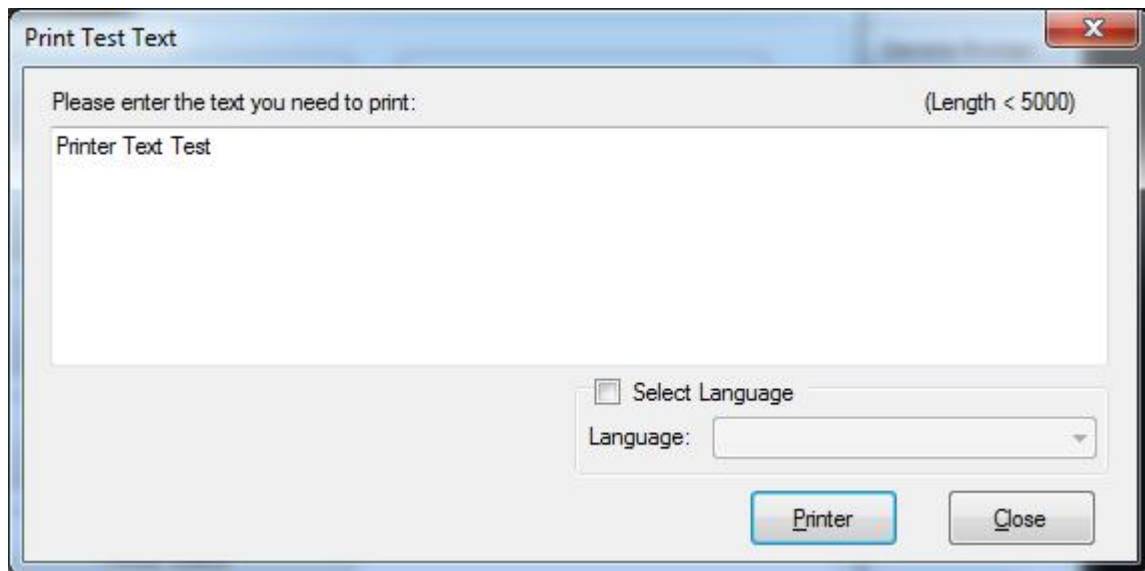 Print Test Text
Please enter the text you need to print: (Length < 5000)
Printer Text Test
Select Language
Language:
Printer Close